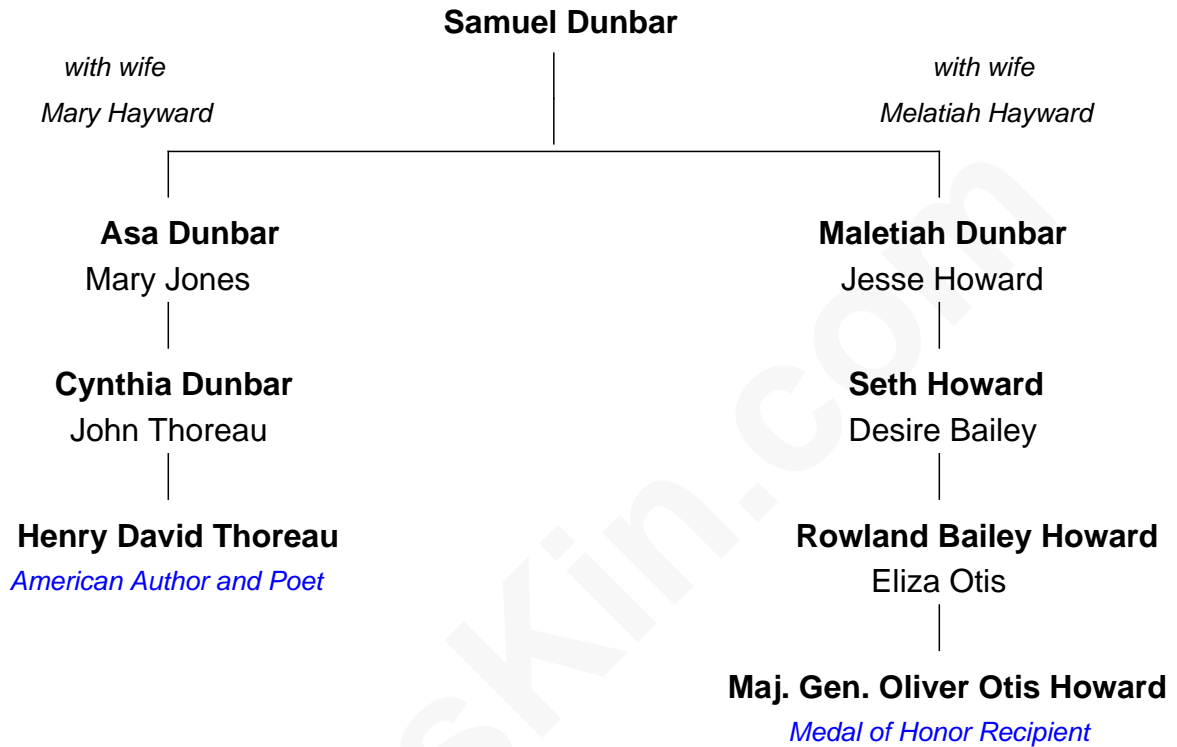 Samuel Dunbar
with wife
Mary Hayward
with wife
Melatiah Hayward
Asa Dunbar
Mary Jones
Maletiah Dunbar
Jesse Howard
Cynthia Dunbar
John Thoreau
Seth Howard
Desire Bailey
Henry David Thoreau
American Author and Poet
Rowland Bailey Howard
Eliza Otis
Maj. Gen. Oliver Otis Howard
Medal of Honor Recipient